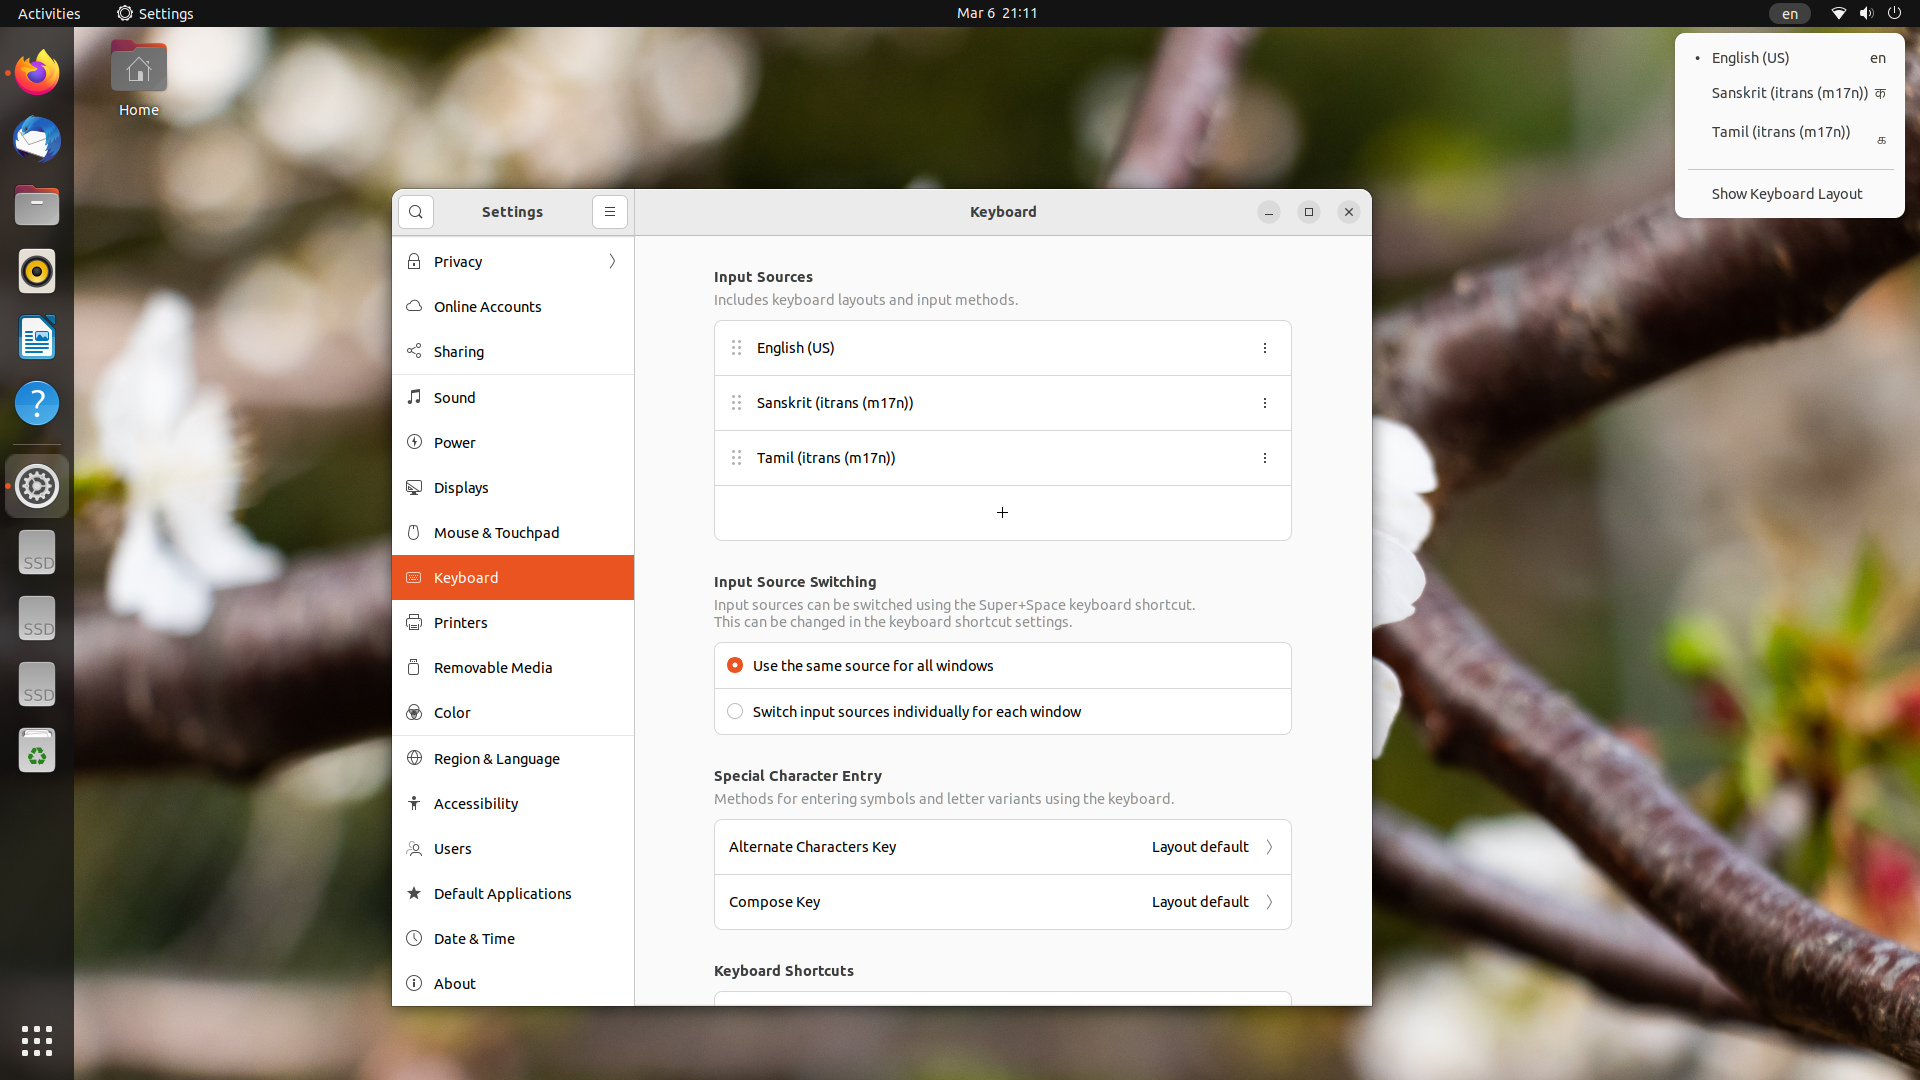 Activities
Settings
Mar 6 21:11
en
Home
• English (US) en
Sanskrit (itrans (m17n)) क
Tamil (itrans (m17n)) க
Show Keyboard Layout
Settings
Keyboard
Privacy
Online Accounts
Sharing
Sound
Power
Displays
Mouse & Touchpad
Keyboard
Printers
Removable Media
Color
Region & Language
Accessibility
Users
Default Applications
Date & Time
About
Input Sources
Includes keyboard layouts and input methods.
English (US)
Sanskrit (itrans (m17n))
Tamil (itrans (m17n))
+
Input Source Switching
Input sources can be switched using the Super+Space keyboard shortcut.
This can be changed in the keyboard shortcut settings.
Use the same source for all windows
Switch input sources individually for each window
Special Character Entry
Methods for entering symbols and letter variants using the keyboard.
Alternate Characters Key Layout default
Compose Key Layout default
Keyboard Shortcuts
?
SSD
SSD
SSD